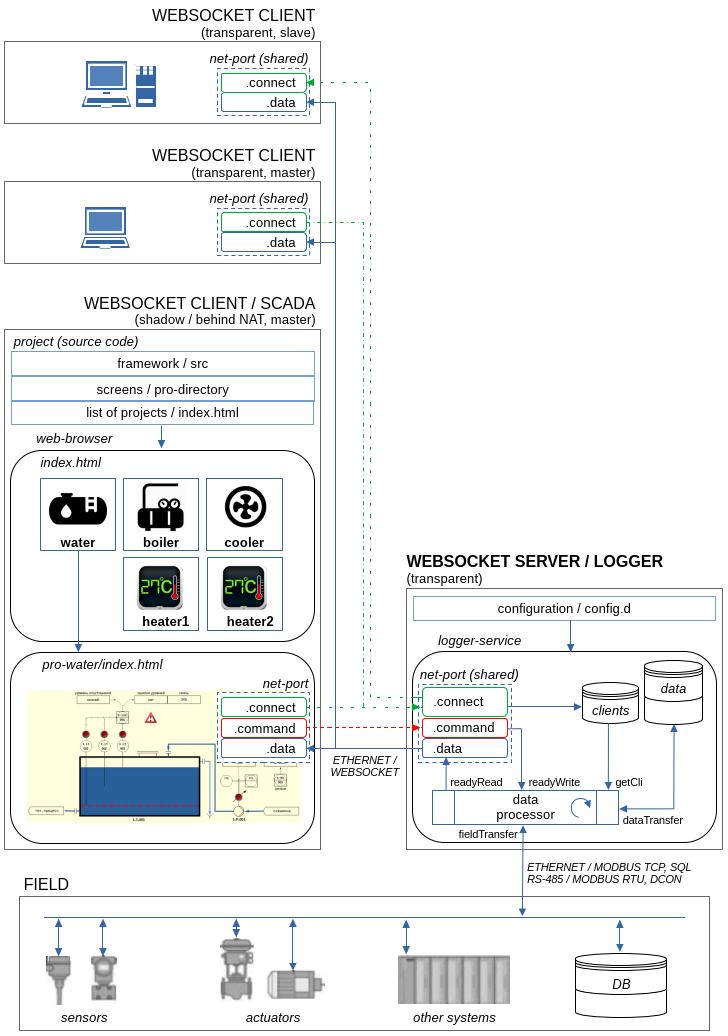 WEBSOCKET CLIENT
(transparent, slave)
net-port (shared)
.connect
.data
WEBSOCKET CLIENT
(transparent, master)
net-port (shared)
.connect
.data
WEBSOCKET CLIENT / SCADA
(shadow / behind NAT, master)
project (source code)
framework / src
screens / pro-directory
list of projects / index.html
web-browser
index.html
water
boiler
cooler
27°C
27°C
heater1
heater2
pro-water/index.html
net-port
.connect
.command
.data
ETHERNET /
WEBSOCKET
WEBSOCKET SERVER / LOGGER
(transparent)
configuration / config.d
logger-service
net-port (shared)
.connect
.command
.data
clients
data
readyRead
readyWrite
getCli
data
processor
dataTransfer
fieldTransfer
ETHERNET / MODBUS TCP, SQL
RS-485 / MODBUS RTU, DCON
FIELD
sensors
actuators
other systems
DB